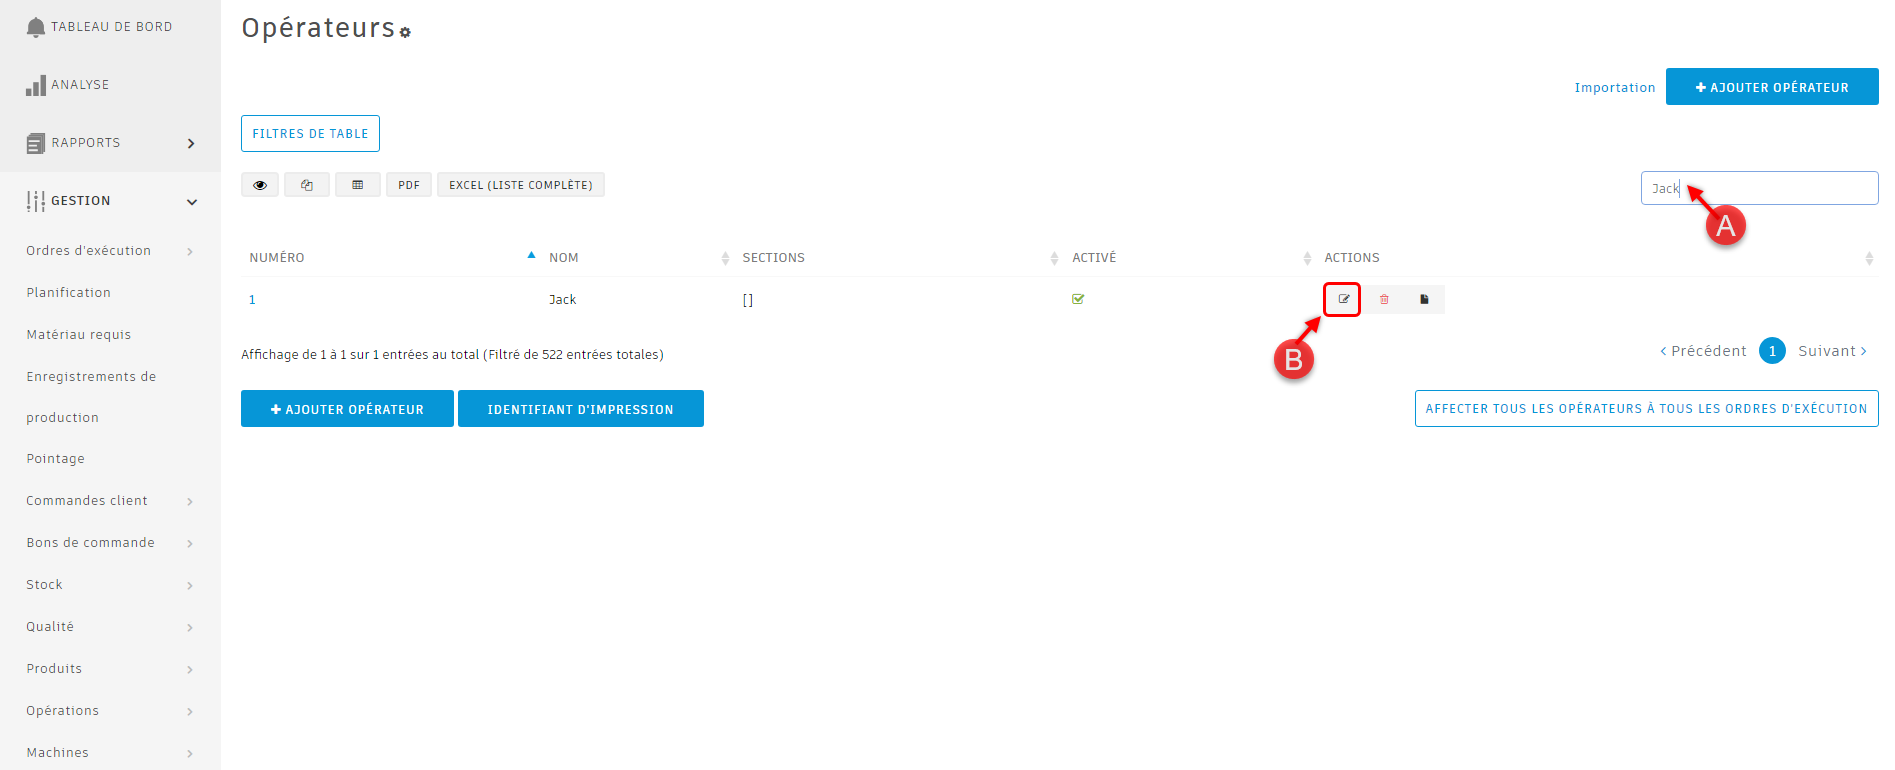 TABLEAU DE BORD
ANALYSE
RAPPORTS
GESTION
Ordres d'exécution
Planification
Matériau requis
Enregistrements de
production
Pointage
Commandes client
Bons de commande
Stock
Qualité
Produits
Opérations
Machines
Opérateurs
Importation
AJOUTER OPÉRATEUR
FILTRES DE TABLE
PDF
EXCEL (LISTE COMPLÈTE)
Jack
A
NUMÉRO NOM SECTIONS ACTIVÉ ACTIONS
1 Jack []
B
Affichage de 1 à 1 sur 1 entrées au total (Filtré de 522 entrées totales)
Précédent 1 Suivant
AJOUTER OPÉRATEUR
IDENTIFIANT D'IMPRESSION
AFFECTER TOUS LES OPÉRATEURS À TOUS LES ORDRES D'EXÉCUTION